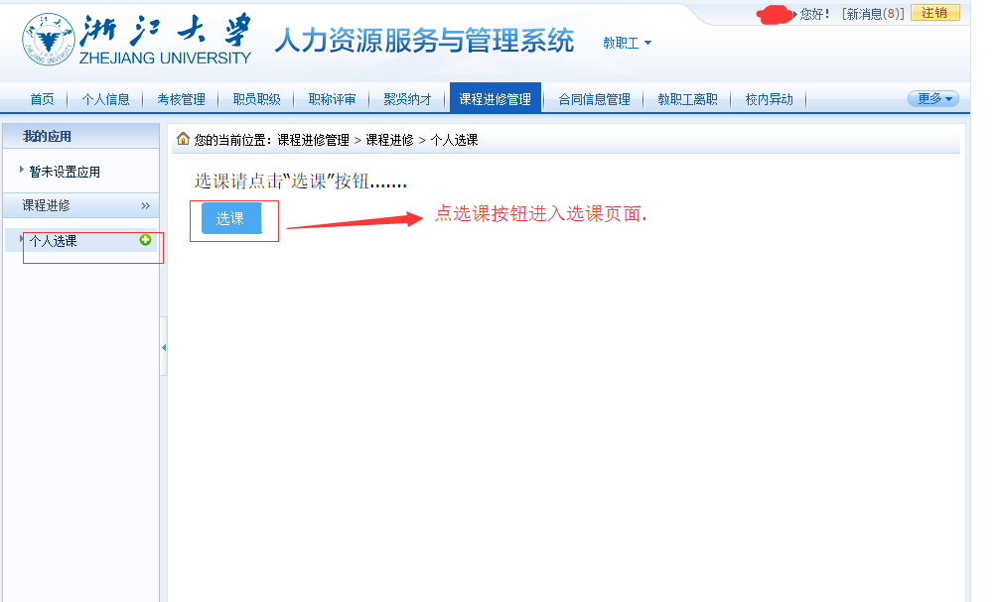 浙江大学
ZHEJIANG UNIVERSITY
人力资源服务与管理系统
教职工
您好! [新消息(8)] 注销
首页 个人信息 考核管理 职员职级 职称评审 聚贤纳才 课程进修管理 合同信息管理 教职工离职 校内异动 更多
我的应用
暂未设置应用
课程进修
个人选课
您的当前位置：课程进修管理 > 课程进修 > 个人选课
选课请点击“选课”按钮.......
选课
点选课按钮进入选课页面.